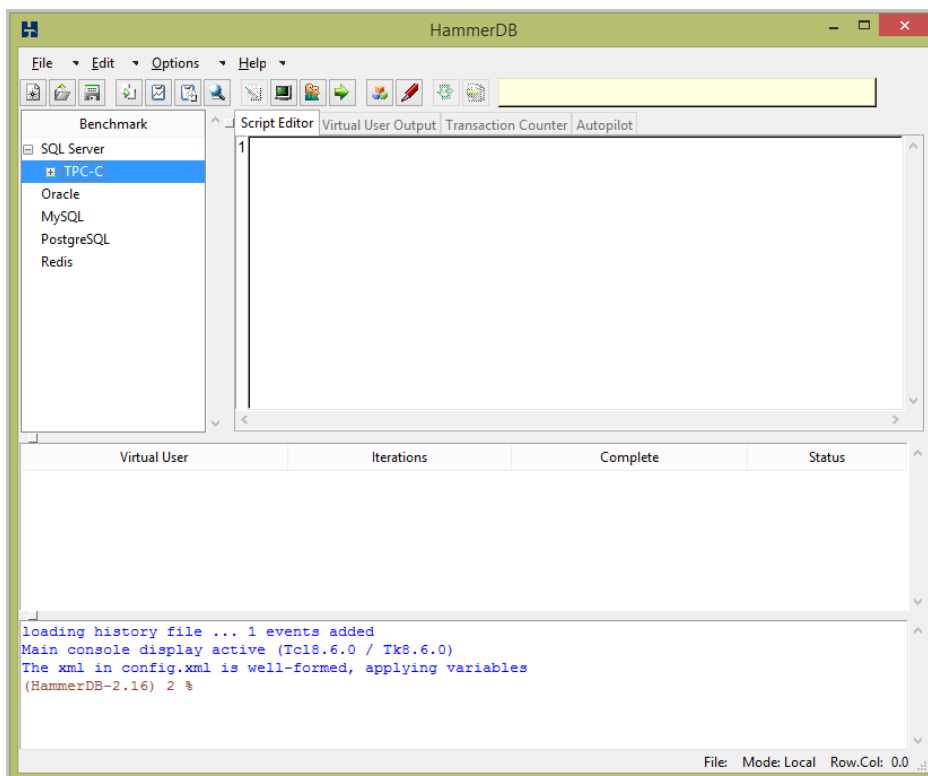 HammerDB
File Edit Options Help
Benchmark
SQL Server
TPC-C
Oracle
MySQL
PostgreSQL
Redis
Script Editor Virtual User Output Transaction Counter Autopilot
1
Virtual User Iterations Complete Status
loading history file ... 1 events added
Main console display active (Tcl8.6.0 / Tk8.6.0)
The xml in config.xml is well-formed, applying variables
(HammerDB-2.16) 2 %
File: Mode: Local Row.Col: 0.0